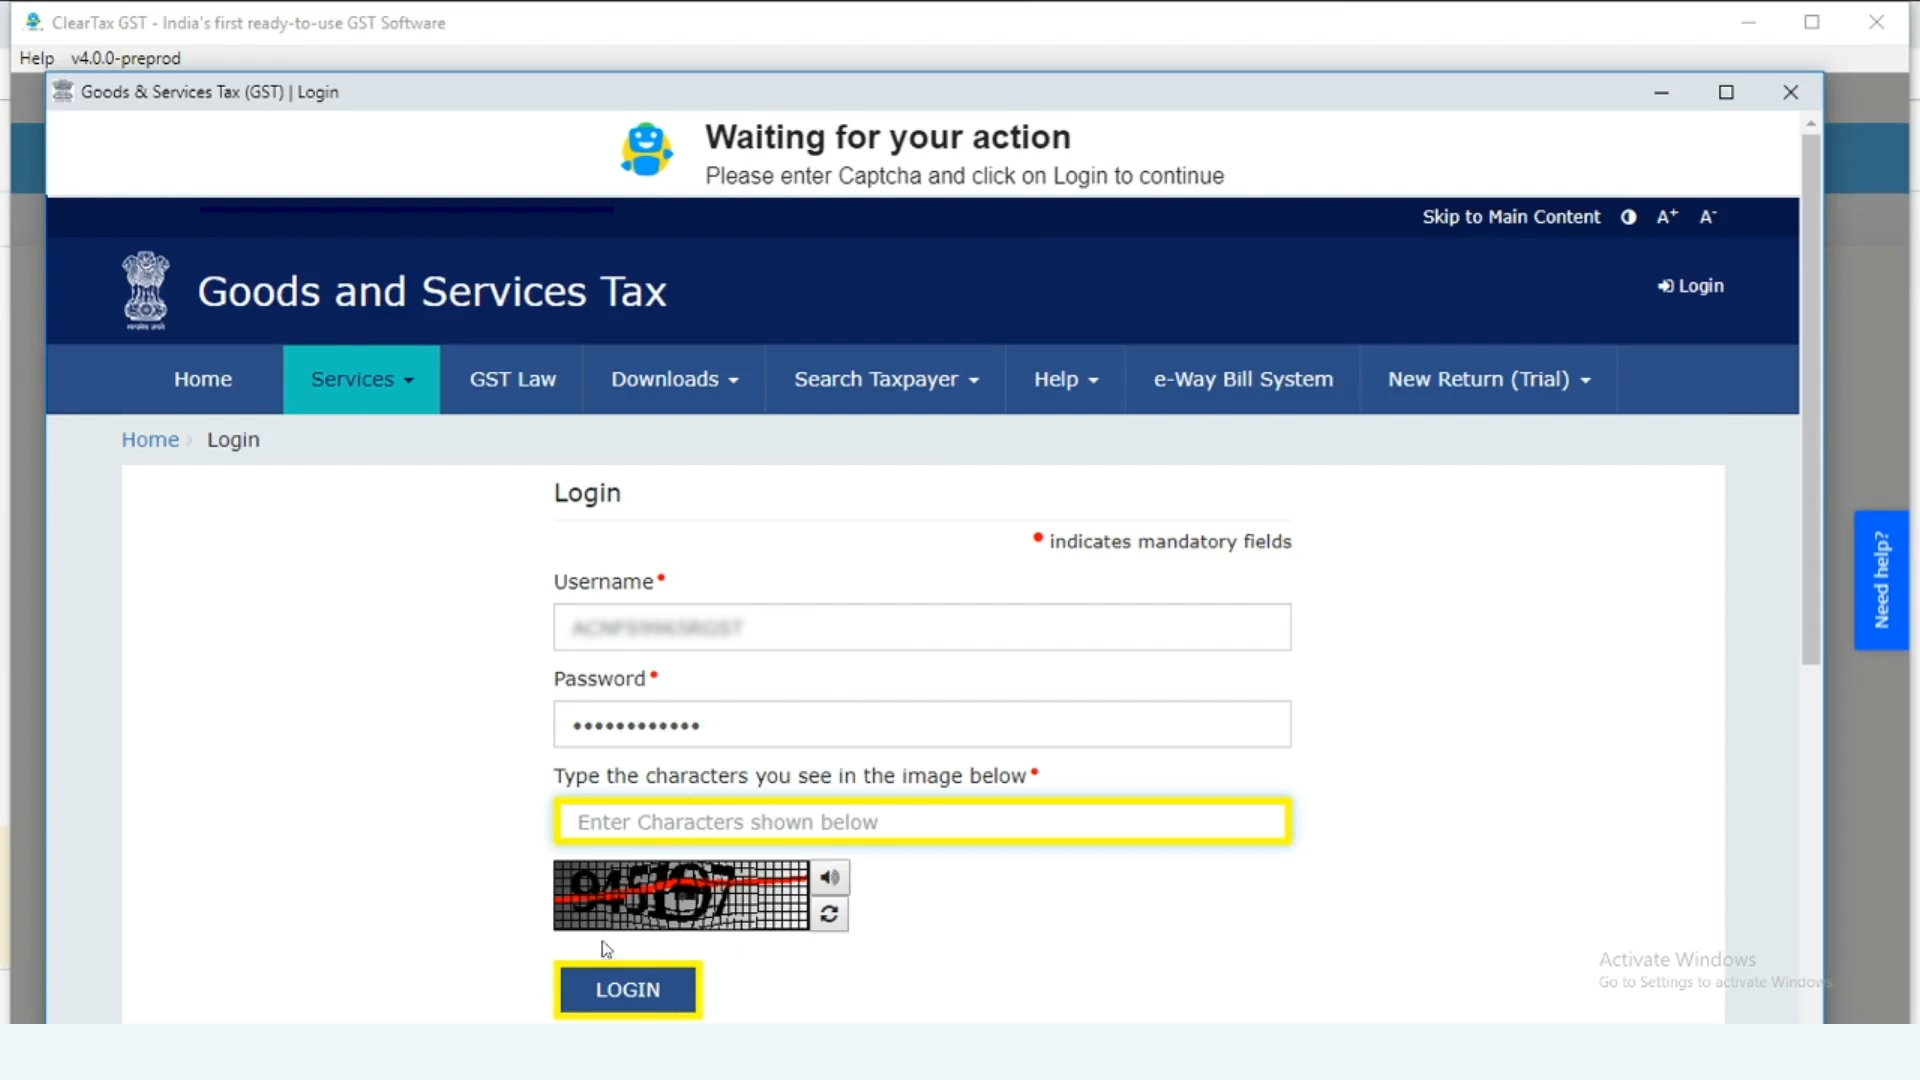 ClearTax GST - India's first ready-to-use GST Software
Help v4.0.0-preprod
Goods & Services Tax (GST) | Login
Waiting for your action
Please enter Captcha and click on Login to continue
Skip to Main Content A+ A-
Goods and Services Tax
Login
Home Services GST Law Downloads Search Taxpayer Help e-Way Bill System New Return (Trial)
Home Login
Login
indicates mandatory fields
Username
Password
Type the characters you see in the image below
Enter Characters shown below
LOGIN
Need help?
Activate Windows
Go to Settings to activate Windows.